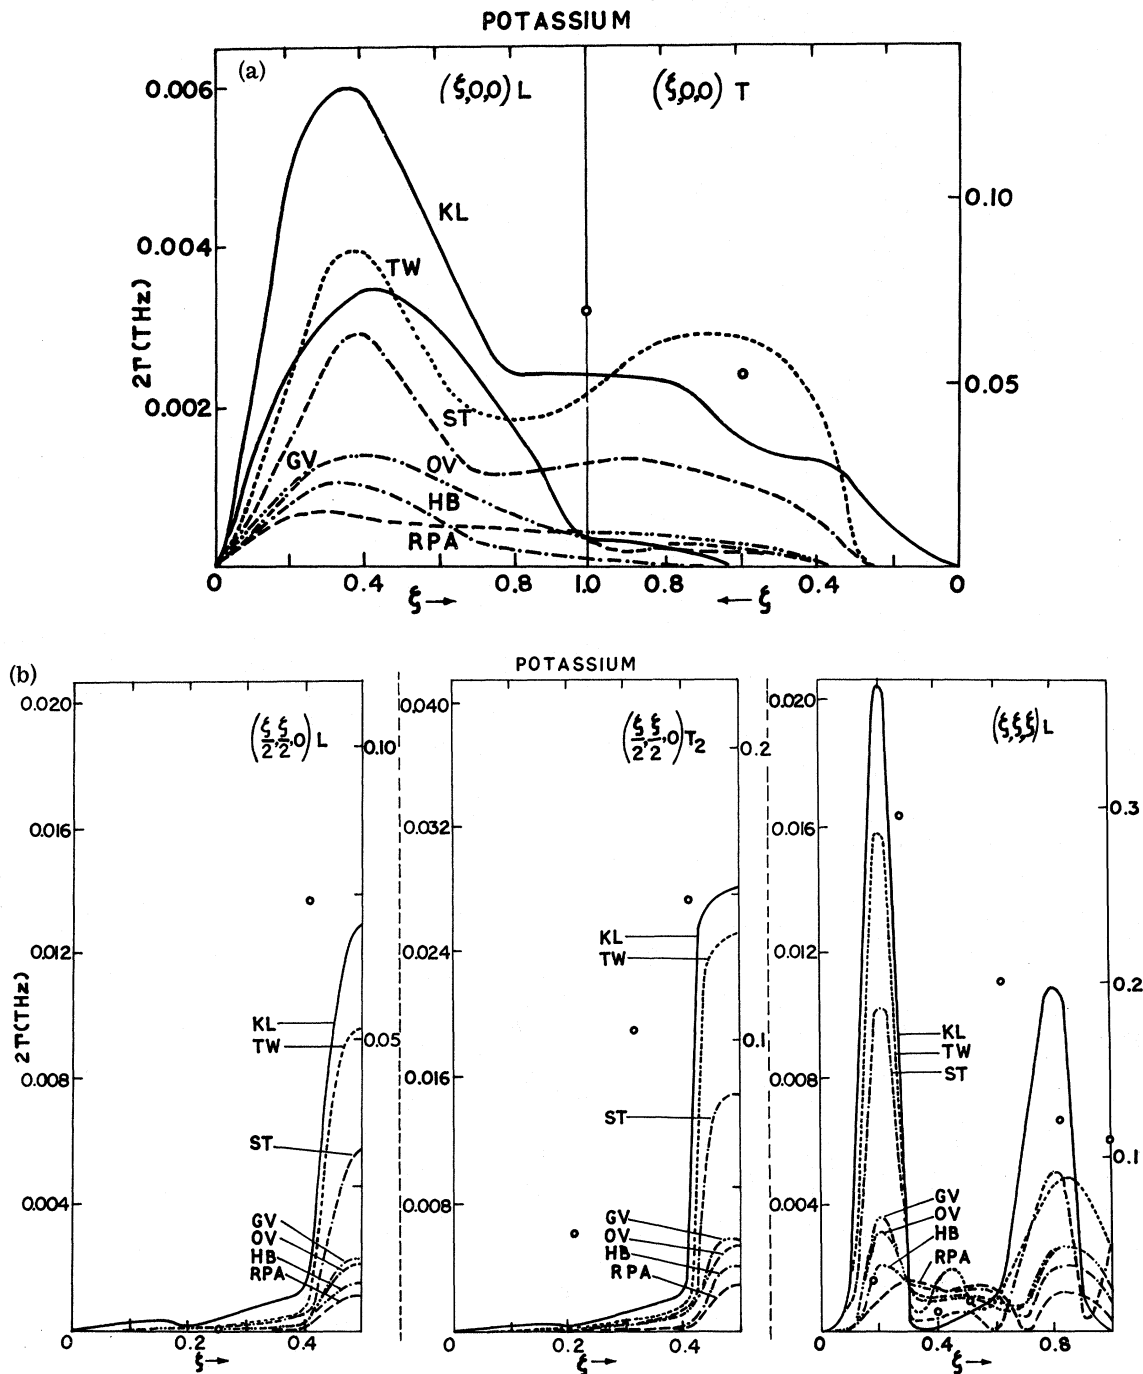 POTASSIUM
(a)
(ξ,0,0) L
(ξ,0,0) T
0.006
0.004
0.002
2Γ(THz)
0.10
0.05
KL
TW
ST
GV
OV
HB
RPA
0 0.4 0.8 1.0 0.8 0.4 0
ξ→
←ξ
(b)
POTASSIUM
(ξ/2,ξ/2,0) L
0.020
0.016
0.012
0.008
0.004
2Γ(THz)
0.10
0.05
KL
TW
ST
GV
OV
HB
RPA
0 0.2 0.4
ξ→
(ξ/2,ξ/2,0) T₂
0.040
0.032
0.024
0.016
0.008
0.2
0.1
KL
TW
ST
GV
OV
HB
RPA
0 0.2 0.4
ξ→
(ξ,ξ,ξ) L
0.020
0.016
0.012
0.008
0.004
0.3
0.2
0.1
KL
TW
ST
GV
OV
HB
RPA
0 0.4 0.8
ξ→